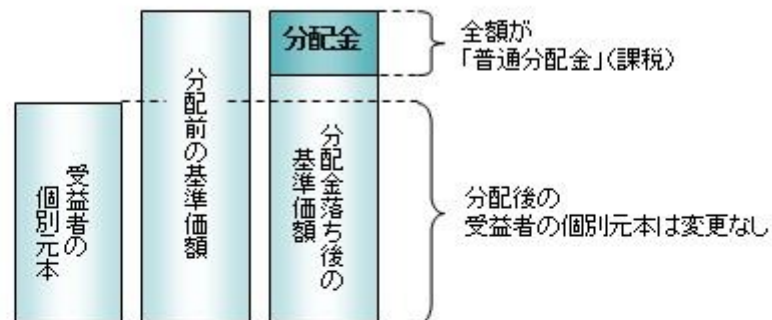 受益者の
個別元本
分配前の基準価額
分配金
分配金落ち後の
基準価額
全額が
「普通分配金」(課税)
分配後の
受益者の個別元本は変更なし